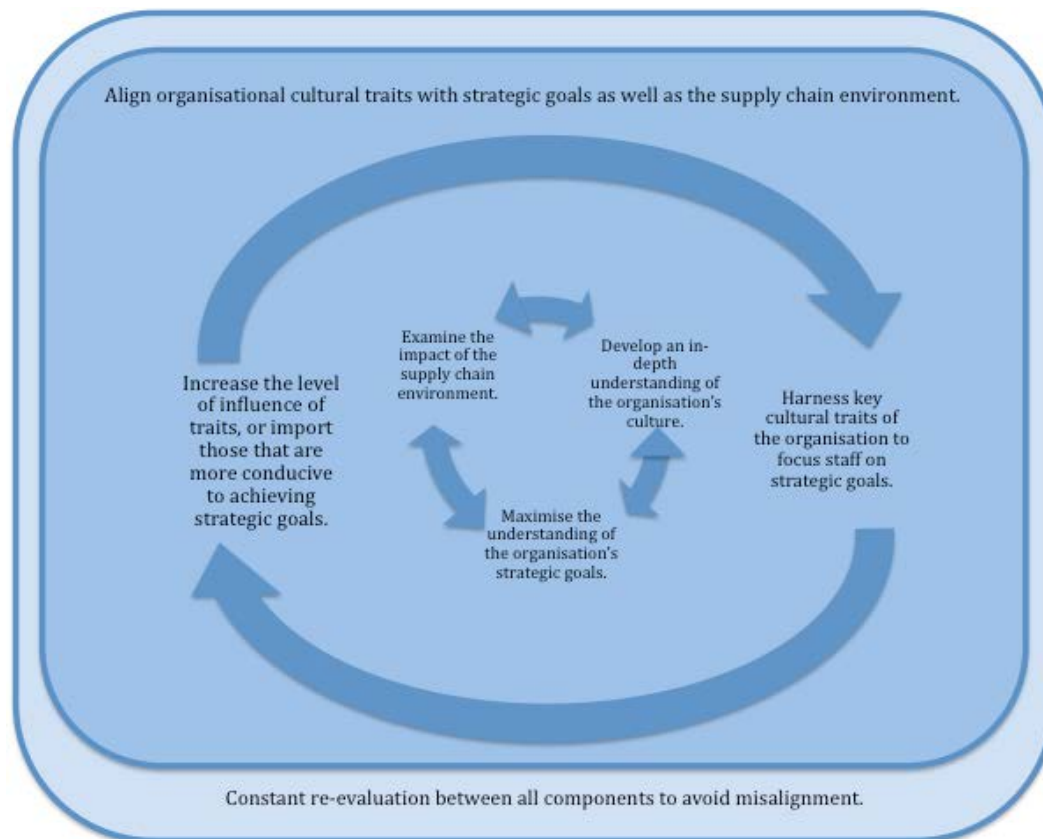 Align organisational cultural traits with strategic goals as well as the supply chain environment.
Examine the
impact of the
supply chain
environment.
Develop an in-
depth
understanding of
the organisation's
culture.
Increase the level
of influence of
traits, or import
those that are
more conducive
to achieving
strategic goals.
Harness key
cultural traits of
the organisation to
focus staff on
strategic goals.
Maximise the
understanding of
the organisation's
strategic goals.
Constant re-evaluation between all components to avoid misalignment.